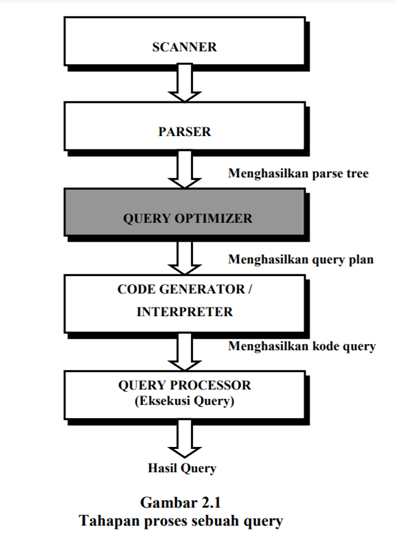 SCANNER
PARSER
Menghasilkan parse tree
QUERY OPTIMIZER
Menghasilkan query plan
CODE GENERATOR /
INTERPRETER
Menghasilkan kode query
QUERY PROCESSOR
(Eksekusi Query)
Hasil Query
Gambar 2.1
Tahapan proses sebuah query